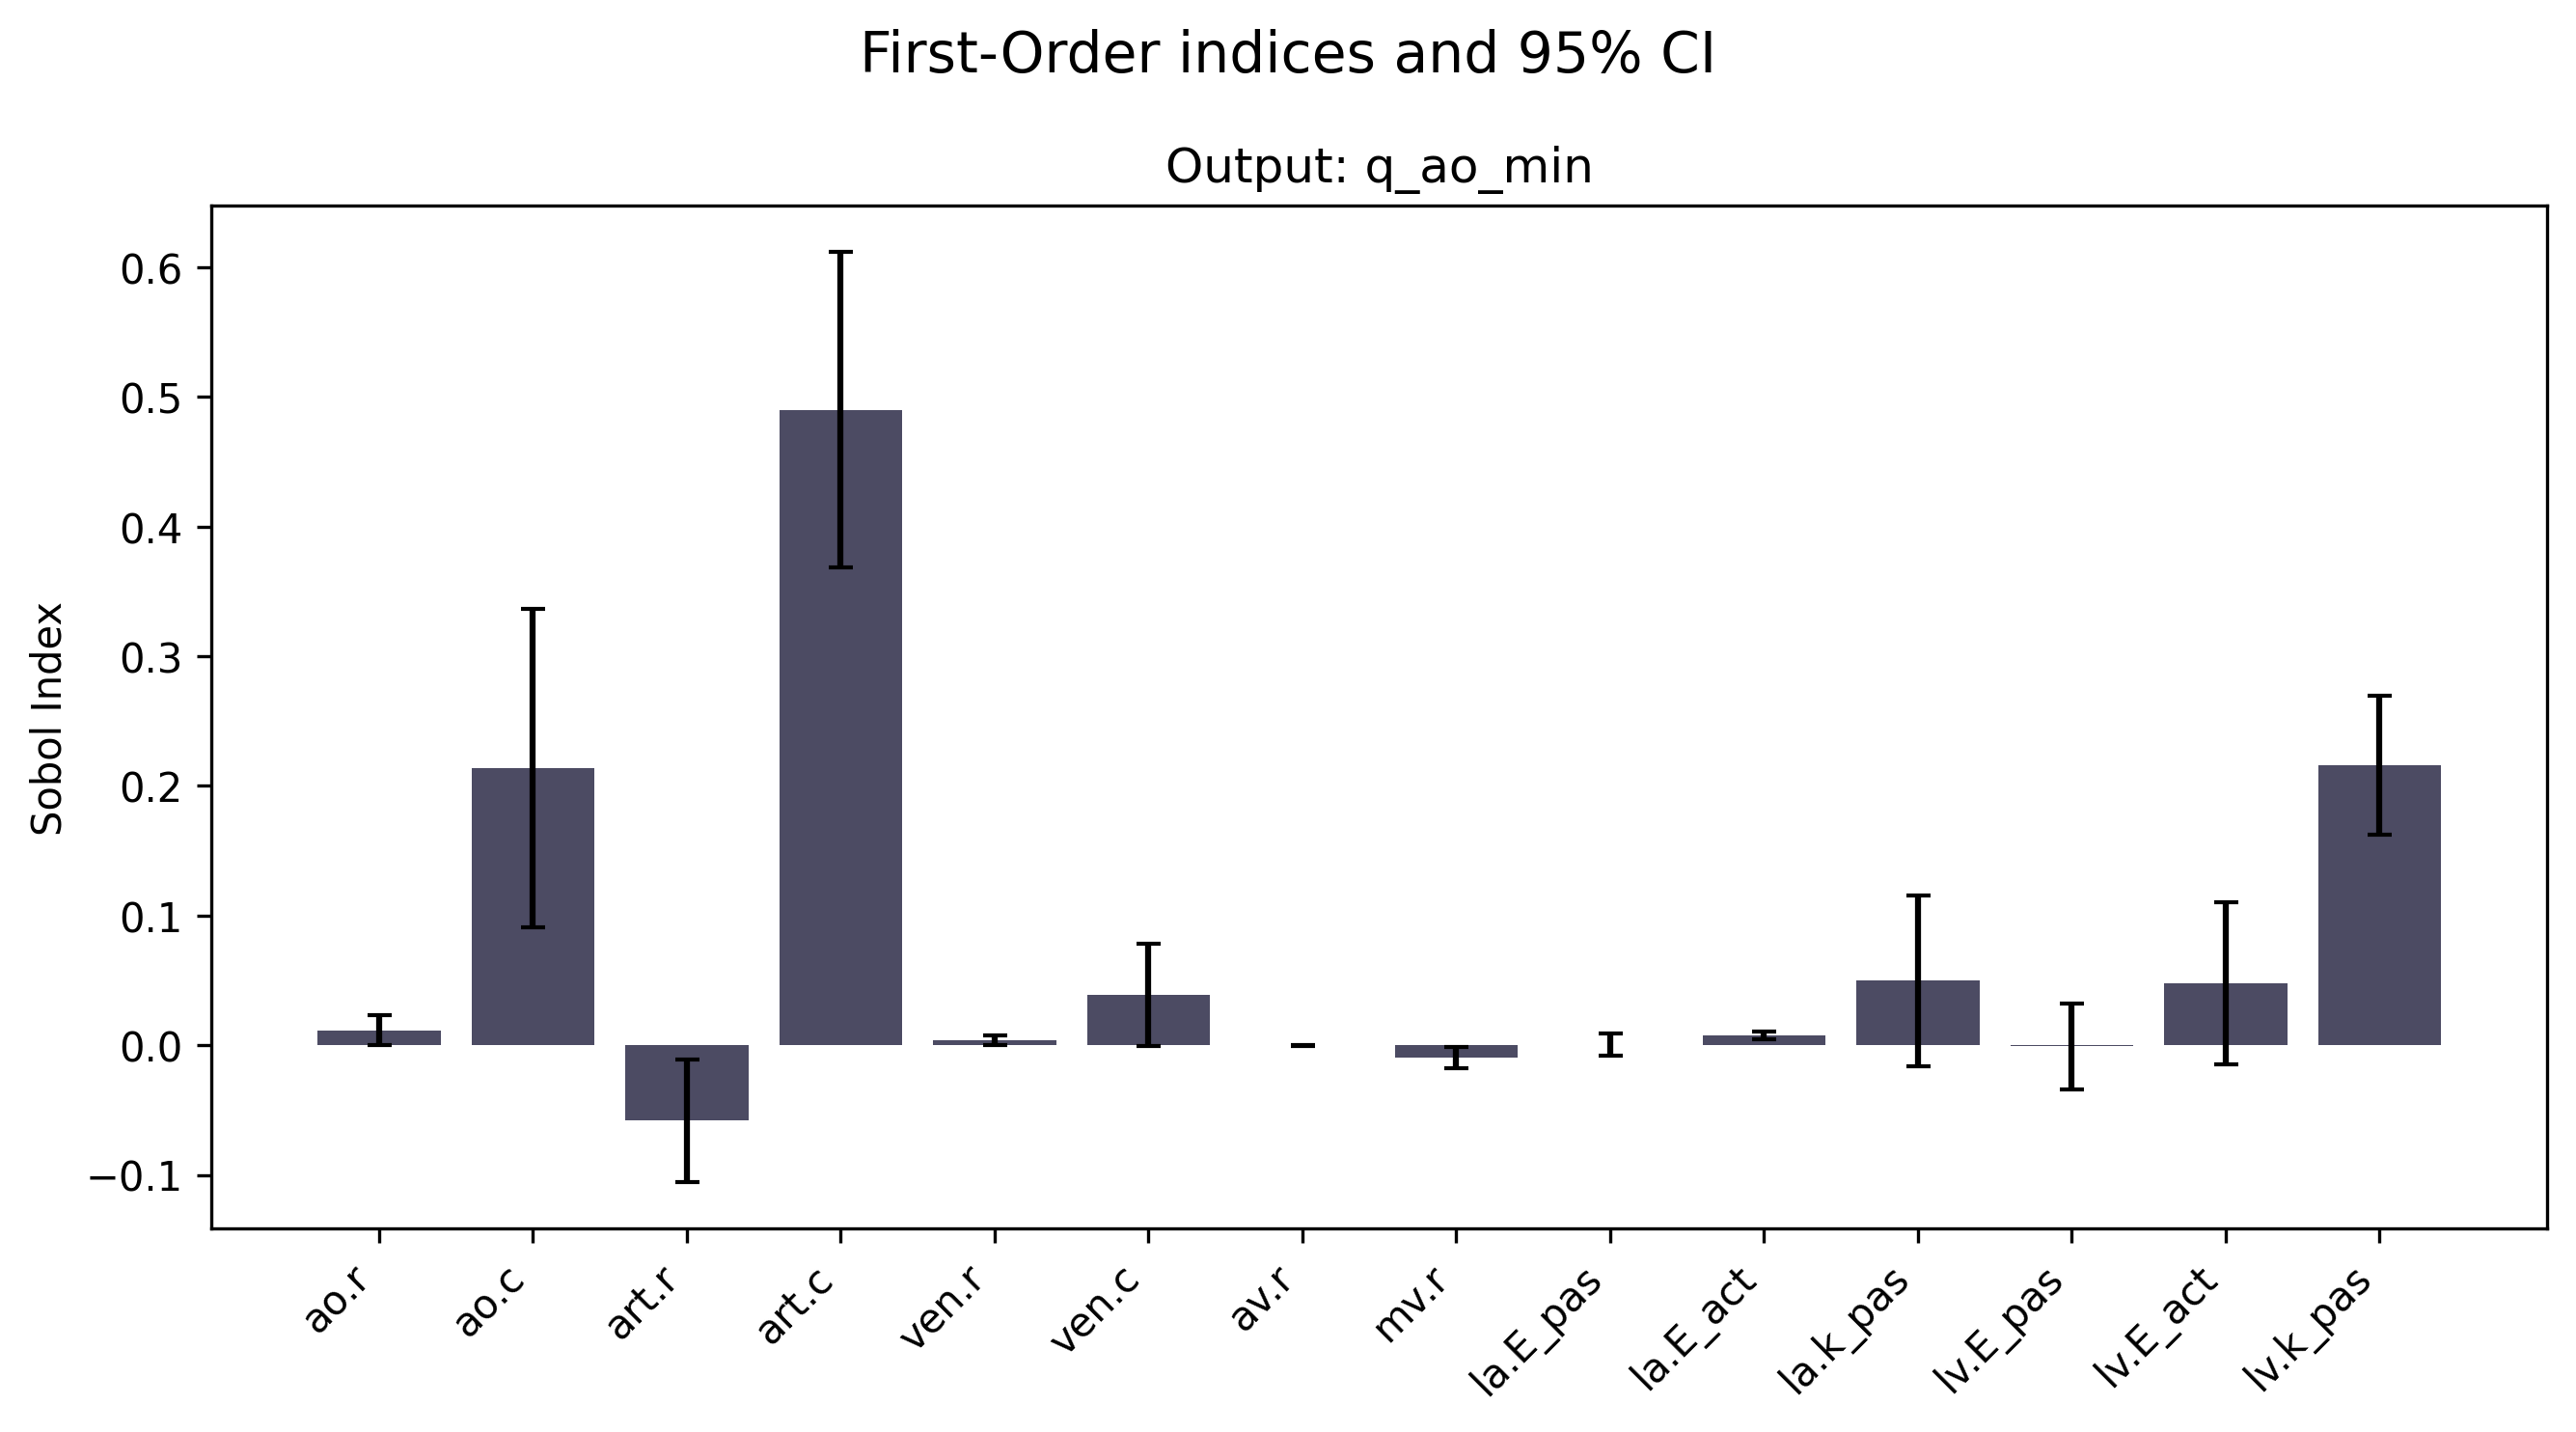 First-Order indices and 95% CI
Output: q_ao_min
Sobol Index
0.6
0.5
0.4
0.3
0.2
0.1
0.0
−0.1
ao.r
ao.c
art.r
art.c
ven.r
ven.c
av.r
mv.r
la.E_pas
la.E_act
la.k_pas
lv.E_pas
lv.E_act
lv.k_pas